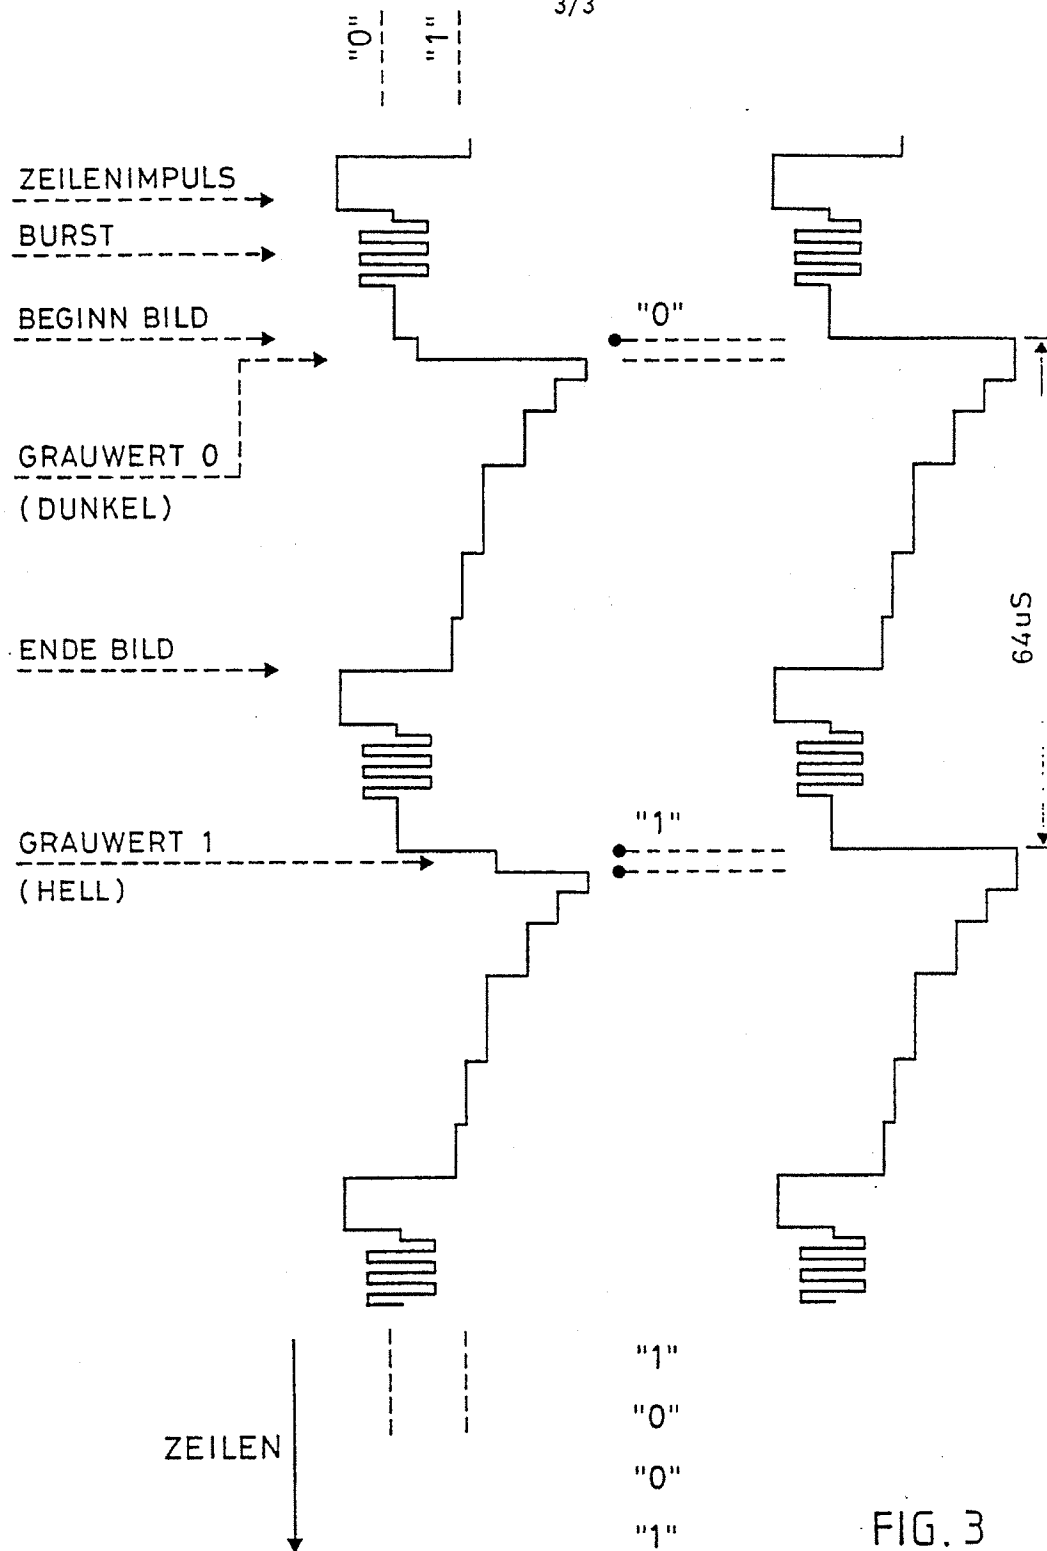 3/3
"0" "1"
ZEILENIMPULS
BURST
BEGINN BILD
"0"
GRAUWERT 0
(DUNKEL)
64uS
ENDE BILD
"1"
GRAUWERT 1
(HELL)
"1"
"0"
ZEILEN
"0"
"1"
FIG. 3